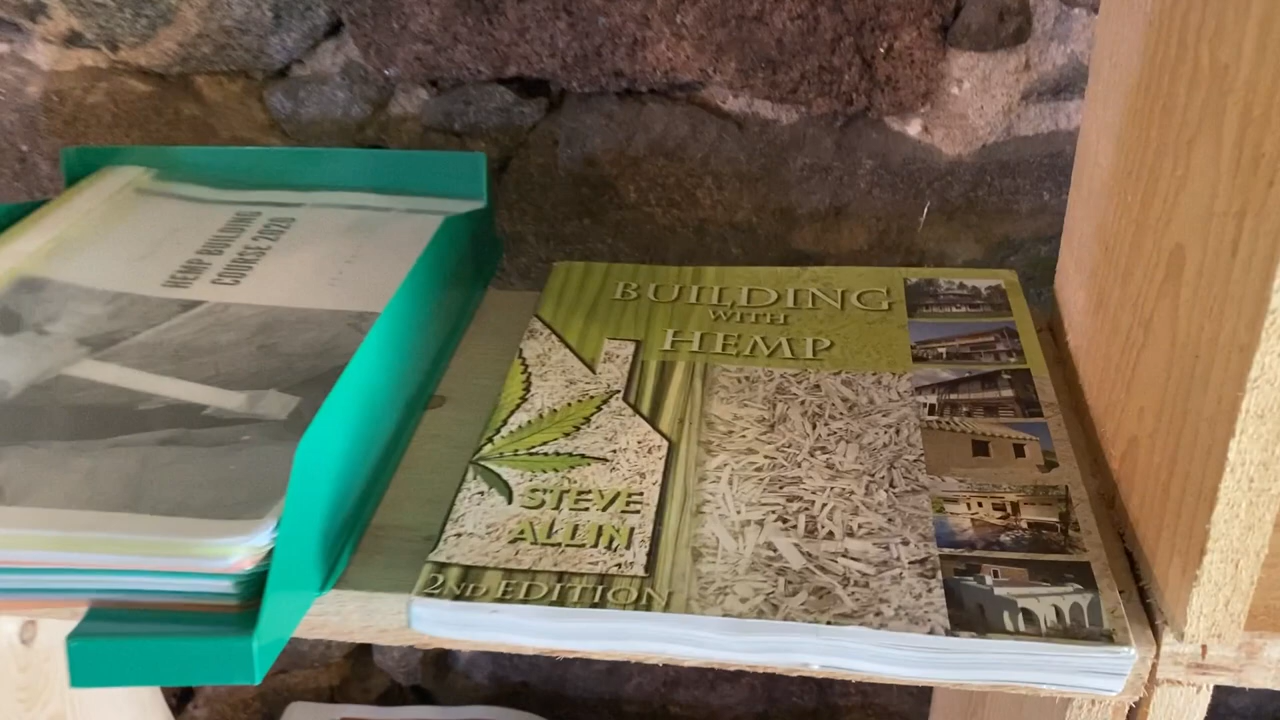 HEMP BUILDING
COURSE 2020
BUILDING
WITH
HEMP
STEVE
ALLIN
2ND EDITION